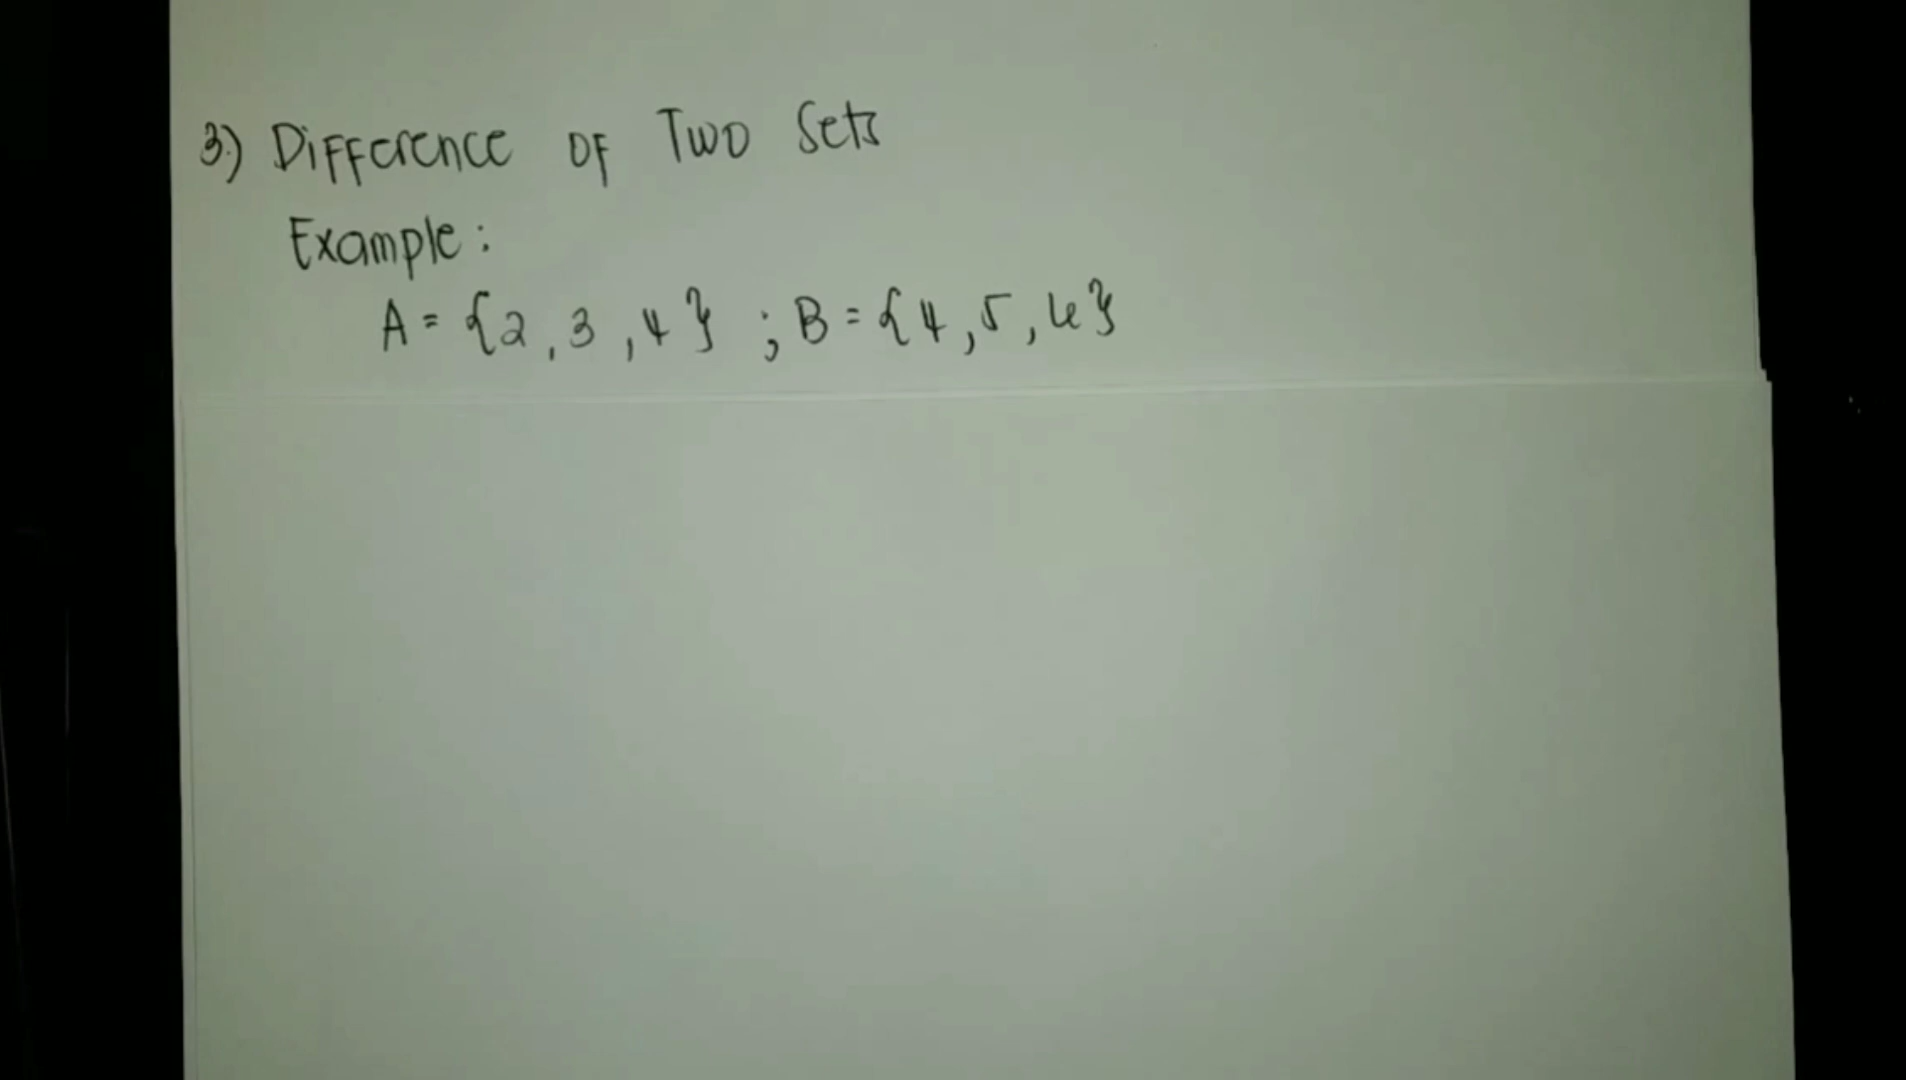 3.) Difference of Two Sets
Example:
A = {2, 3, 4} ; B = {4, 5, 6}